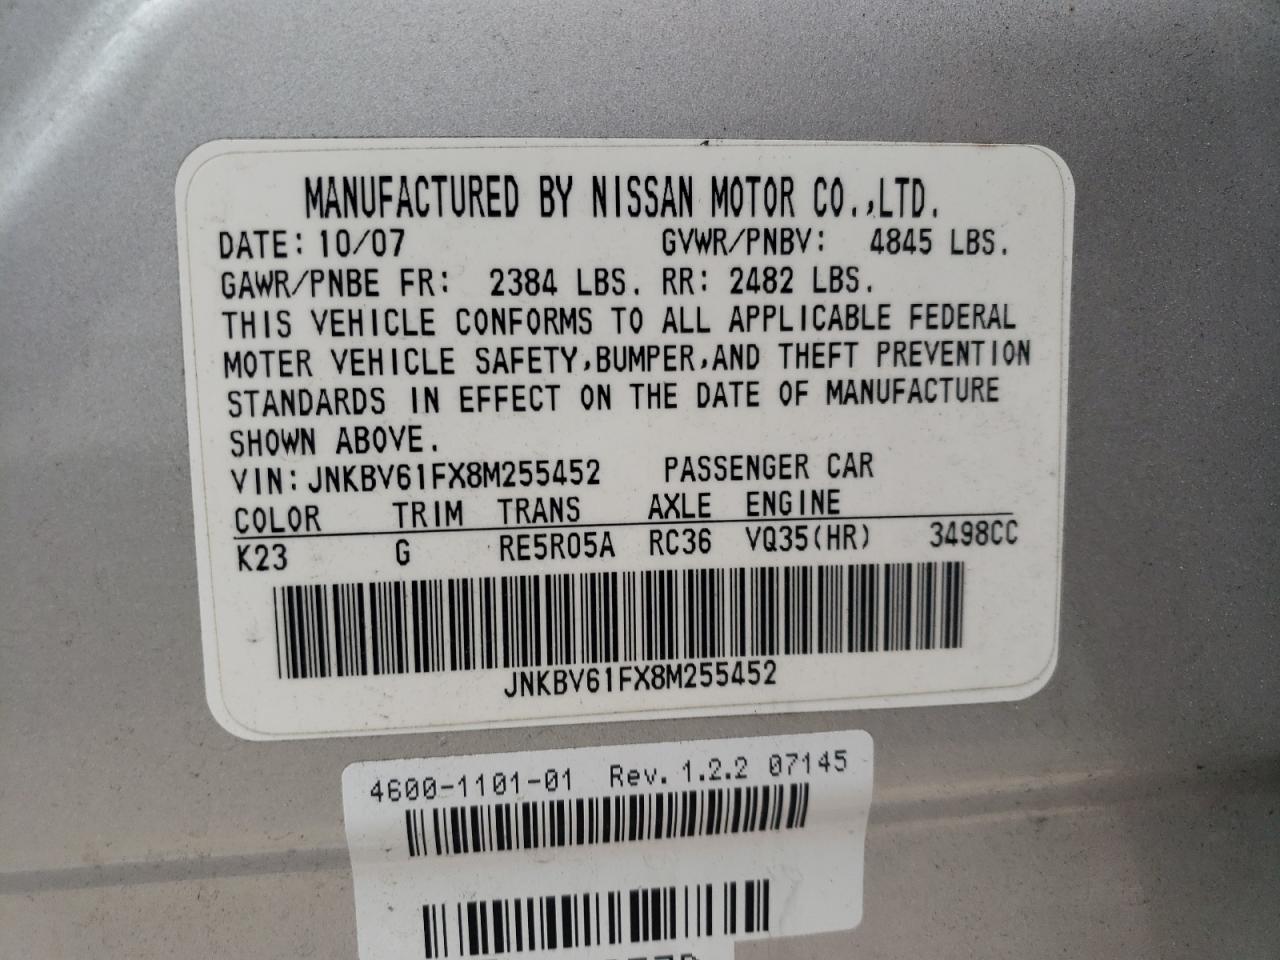 MANUFACTURED BY NISSAN MOTOR CO.,LTD.
DATE: 10/07 GVWR/PNBV: 4845 LBS.
GAWR/PNBE FR: 2384 LBS. RR: 2482 LBS.
THIS VEHICLE CONFORMS TO ALL APPLICABLE FEDERAL
MOTER VEHICLE SAFETY,BUMPER,AND THEFT PREVENTION
STANDARDS IN EFFECT ON THE DATE OF MANUFACTURE
SHOWN ABOVE.
VIN: JNKBV61FX8M255452 PASSENGER CAR
COLOR TRIM TRANS AXLE ENGINE
K23 G RE5R05A RC36 VQ35(HR) 3498CC
JNKBV61FX8M255452
4600-1101-01 Rev. 1.2.2 07145